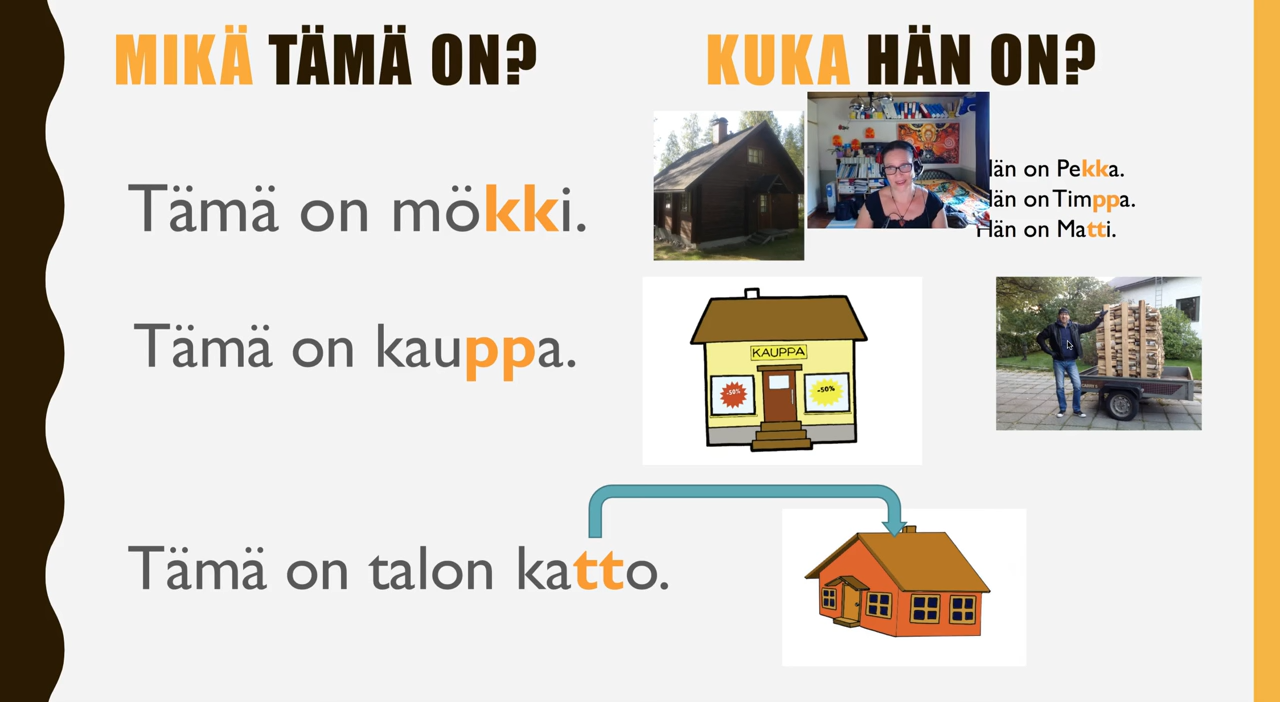 MIKÄ TÄMÄ ON?
KUKA HÄN ON?
Tämä on mökki.
än on Pekka.
än on Timppa.
Hän on Matti.
Tämä on kauppa.
KAUPPA
-50%
-50%
Tämä on talon katto.